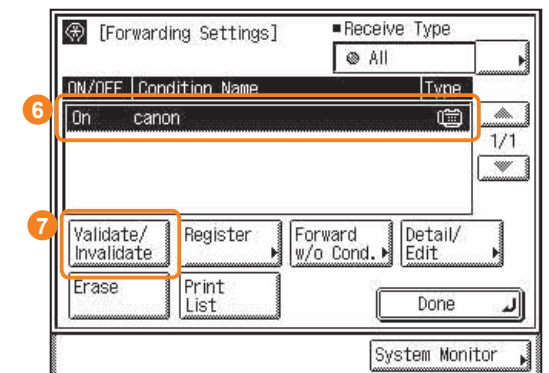 [Forwarding Settings]
■Receive Type
All
ON/OFF Condition Name Type
6
On canon
1/1
7
Validate/
Invalidate
Register
Forward
w/o Cond.
Detail/
Edit
Erase
Print
List
Done
System Monitor